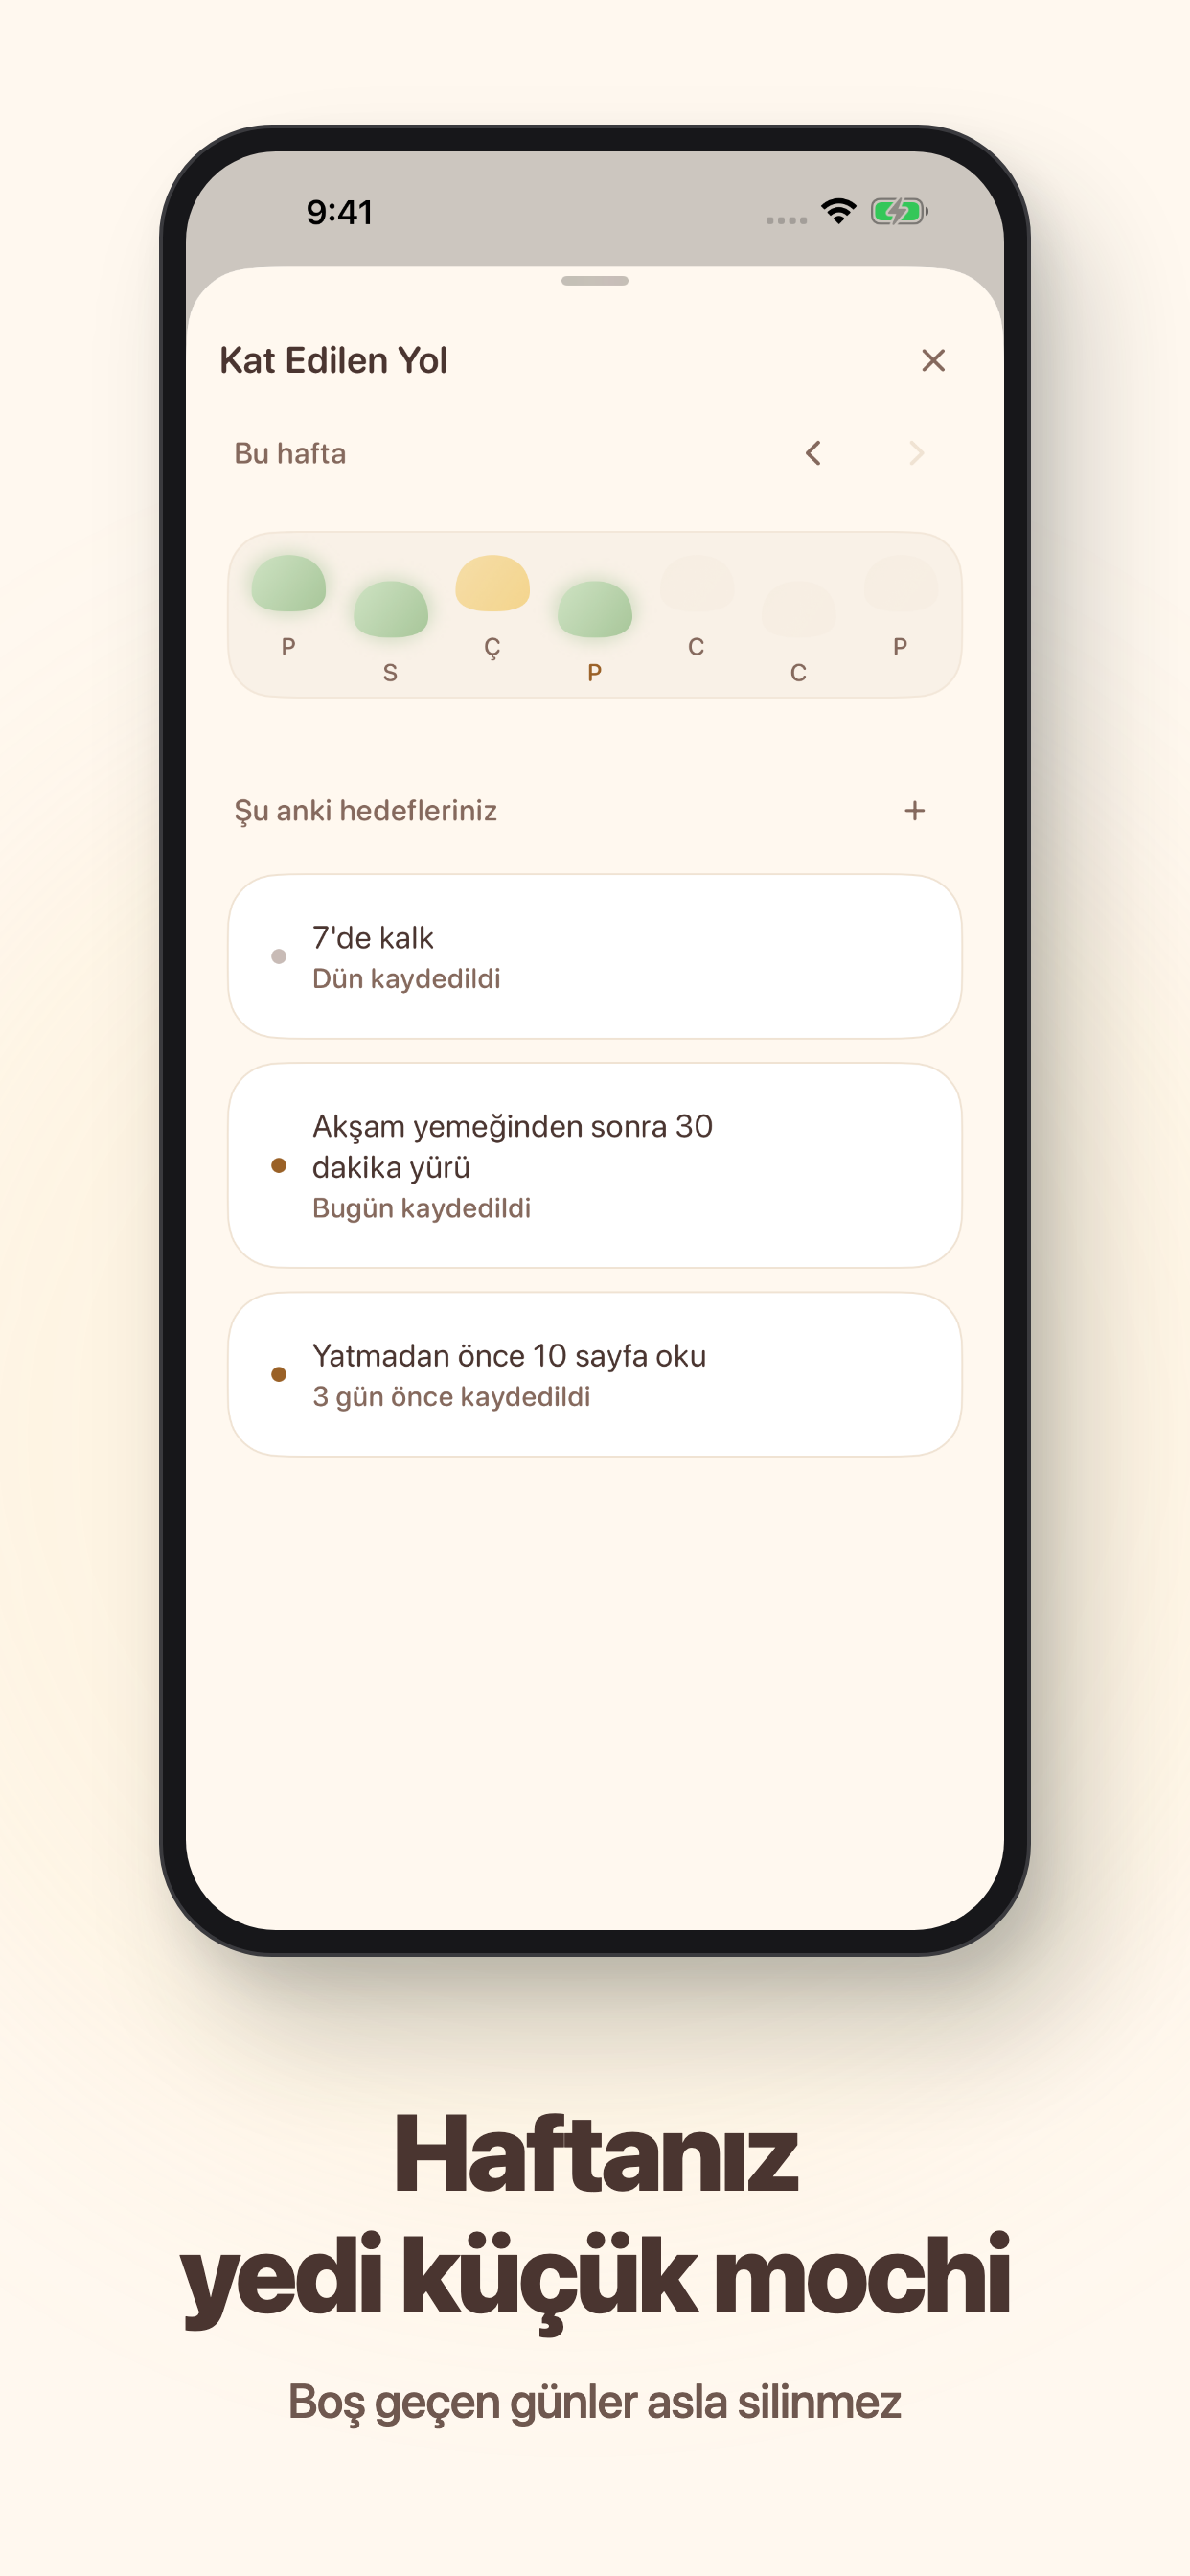 9:41
Kat Edilen Yol
Bu hafta
P S Ç P C C P
Şu anki hedefleriniz
7'de kalk
Dün kaydedildi
Akşam yemeğinden sonra 30
dakika yürü
Bugün kaydedildi
Yatmadan önce 10 sayfa oku
3 gün önce kaydedildi
Haftanız
yedi küçük mochi
Boş geçen günler asla silinmez